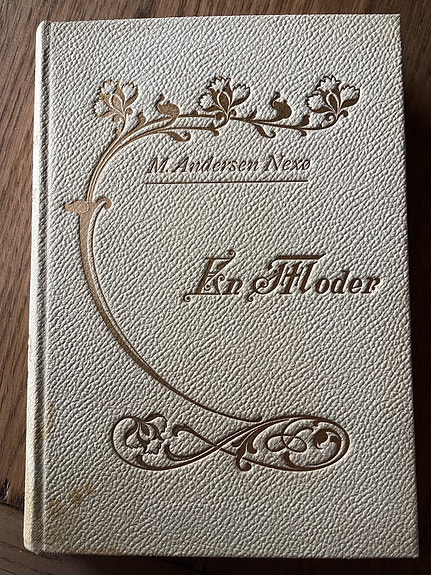 M. Andersen Nexø
En Moder